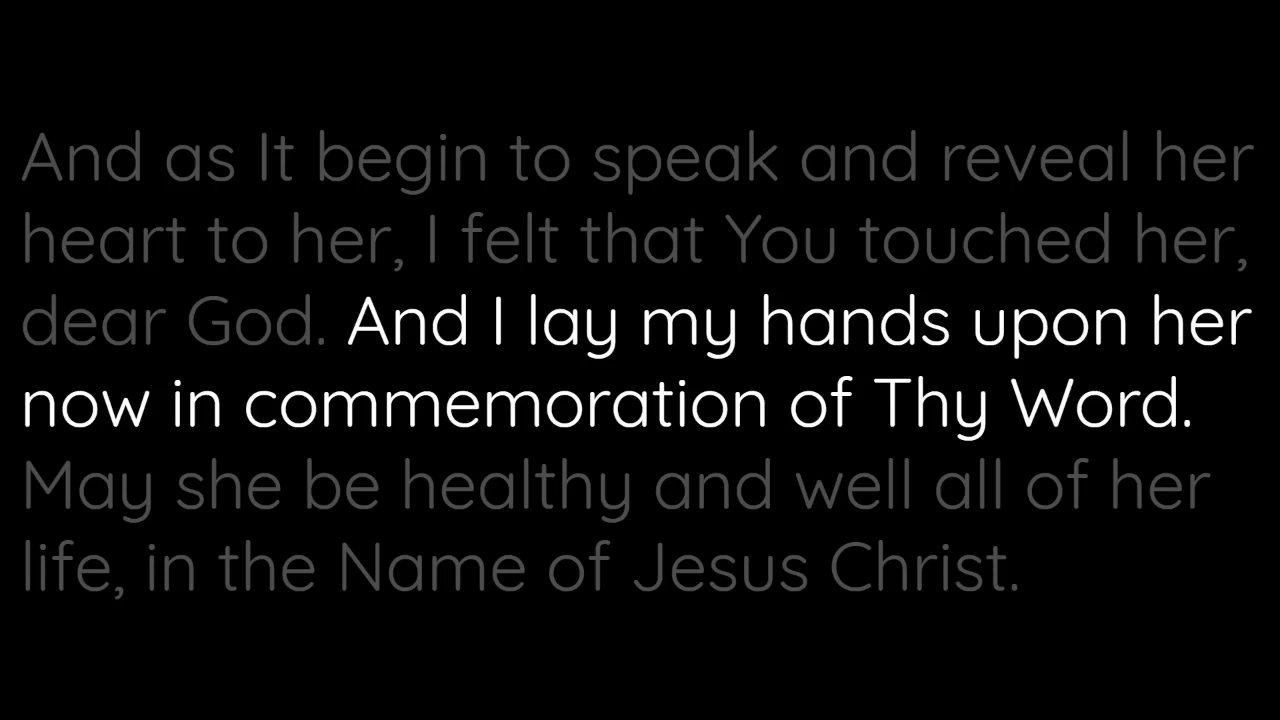 And as It begin to speak and reveal her
heart to her, I felt that You touched her,
dear God. And I lay my hands upon her
now in commemoration of Thy Word.
May she be healthy and well all of her
life, in the Name of Jesus Christ.